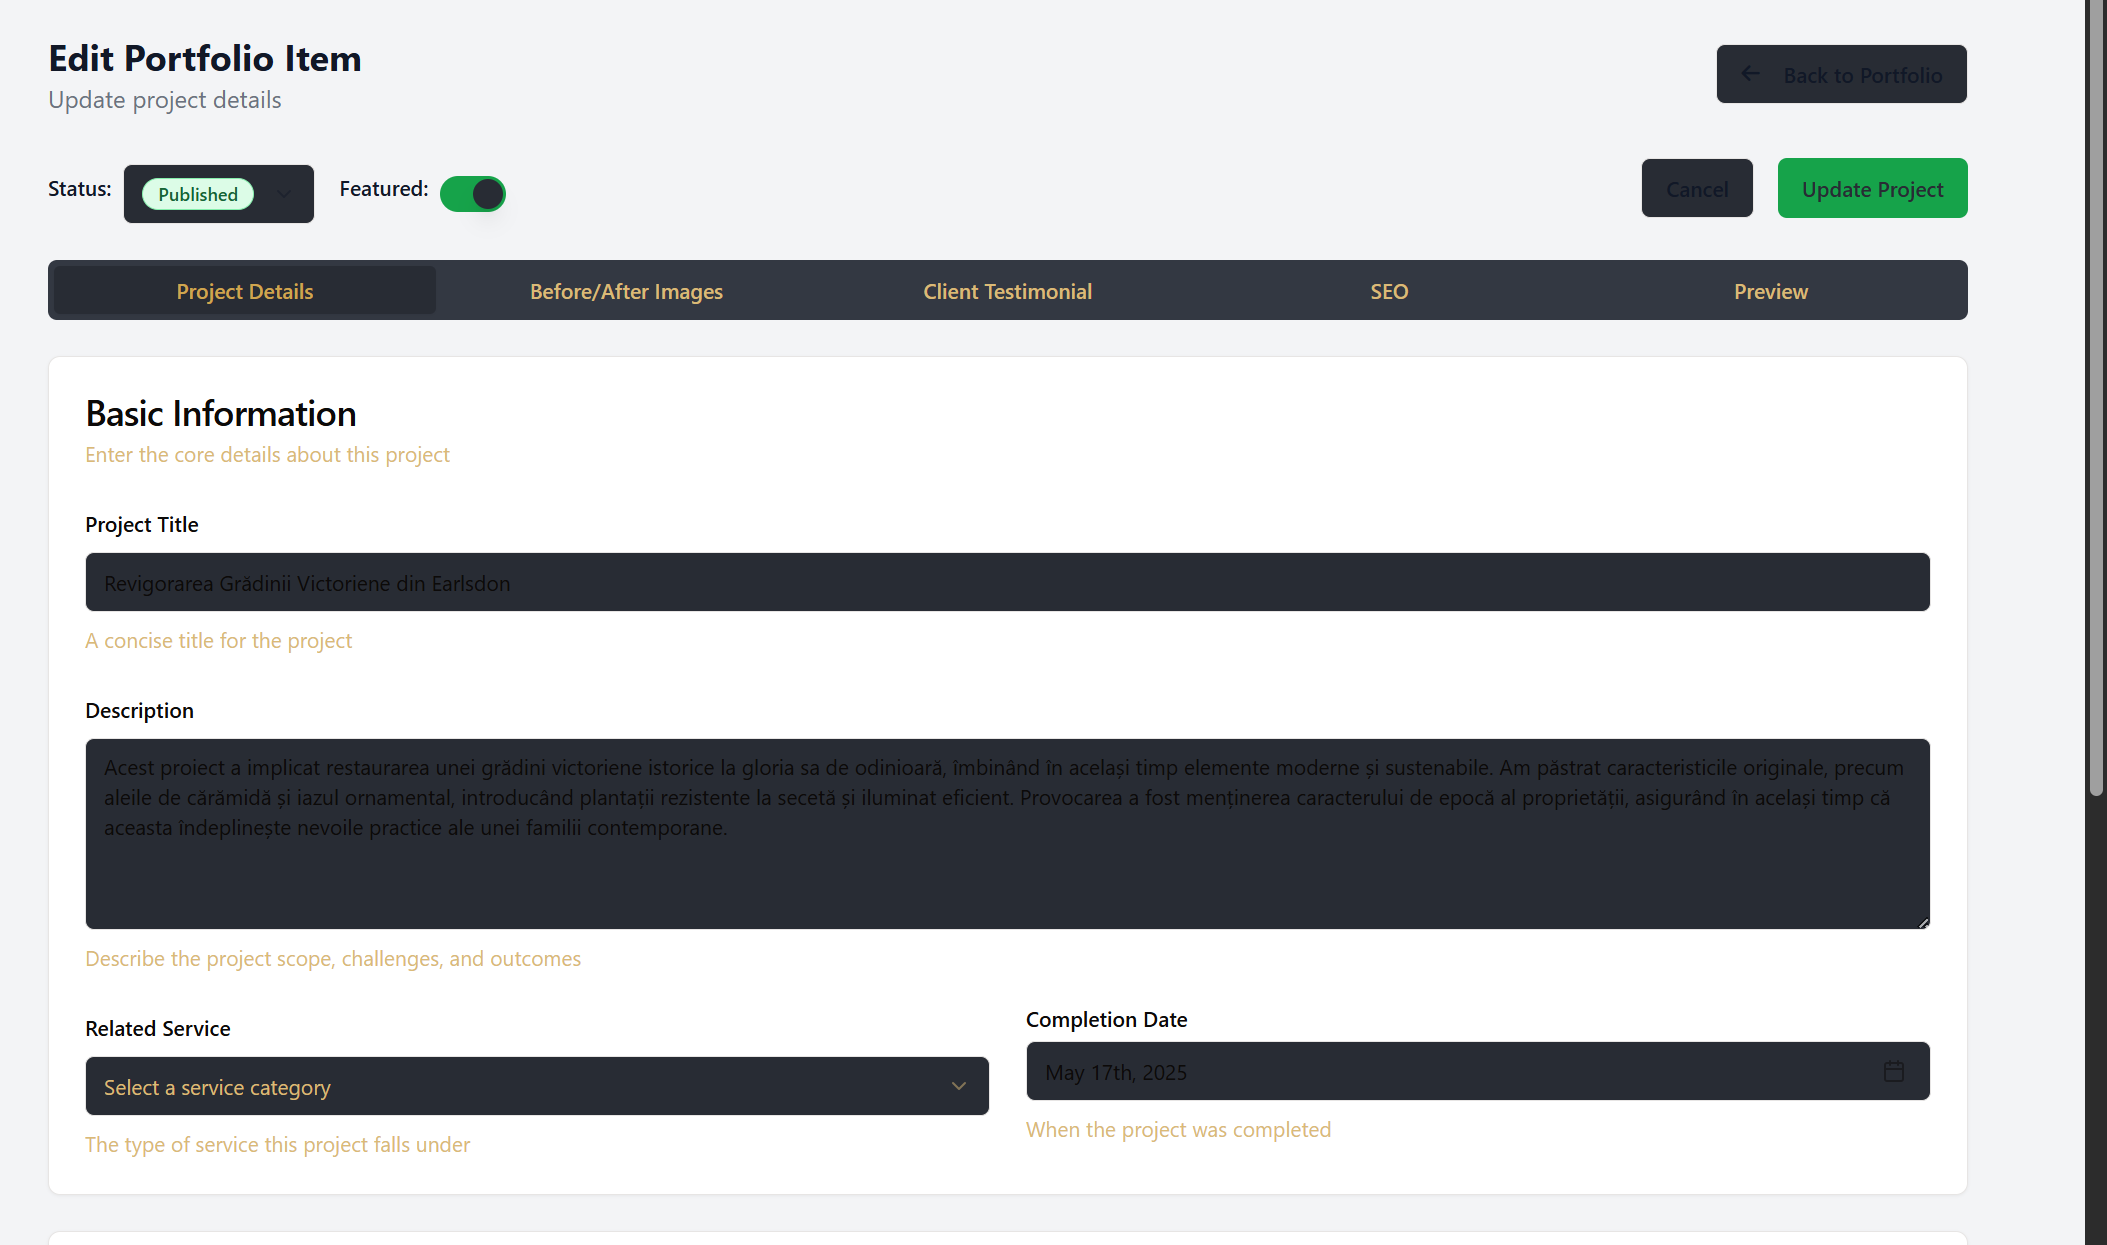 Edit Portfolio Item
Update project details
Back to Portfolio
Status:
Published
Featured:
Cancel
Update Project
Project Details
Before/After Images
Client Testimonial
SEO
Preview
Basic Information
Enter the core details about this project
Project Title
Revigorarea Grădinii Victoriene din Earlsdon
A concise title for the project
Description
Acest proiect a implicat restaurarea unei grădini victoriene istorice la gloria sa de odinioară, îmbinând în același timp elemente moderne și sustenabile. Am păstrat caracteristicile originale, precum
aleile de cărămidă și iazul ornamental, introducând plantații rezistente la secetă și iluminat eficient. Provocarea a fost menținerea caracterului de epocă al proprietății, asigurând în același timp că
aceasta îndeplinește nevoile practice ale unei familii contemporane.
Describe the project scope, challenges, and outcomes
Related Service
Select a service category
The type of service this project falls under
Completion Date
May 17th, 2025
When the project was completed